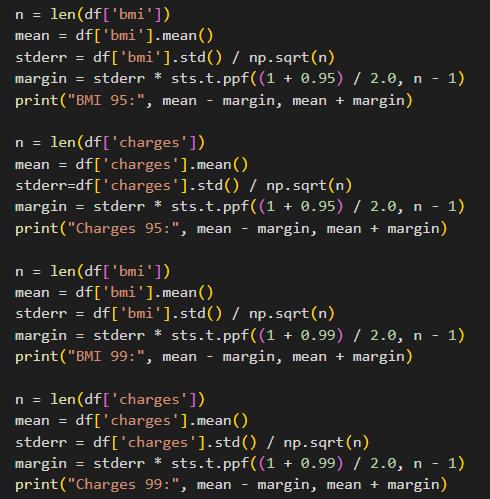 n = len(df['bmi'])
mean = df['bmi'].mean()
stderr = df['bmi'].std() / np.sqrt(n)
margin = stderr * sts.t.ppf((1 + 0.95) / 2.0, n - 1)
print("BMI 95:", mean - margin, mean + margin)

n = len(df['charges'])
mean = df['charges'].mean()
stderr=df['charges'].std() / np.sqrt(n)
margin = stderr * sts.t.ppf((1 + 0.95) / 2.0, n - 1)
print("Charges 95:", mean - margin, mean + margin)

n = len(df['bmi'])
mean = df['bmi'].mean()
stderr = df['bmi'].std() / np.sqrt(n)
margin = stderr * sts.t.ppf((1 + 0.99) / 2.0, n - 1)
print("BMI 99:", mean - margin, mean + margin)

n = len(df['charges'])
mean = df['charges'].mean()
stderr = df['charges'].std() / np.sqrt(n)
margin = stderr * sts.t.ppf((1 + 0.99) / 2.0, n - 1)
print("Charges 99:", mean - margin, mean + margin)